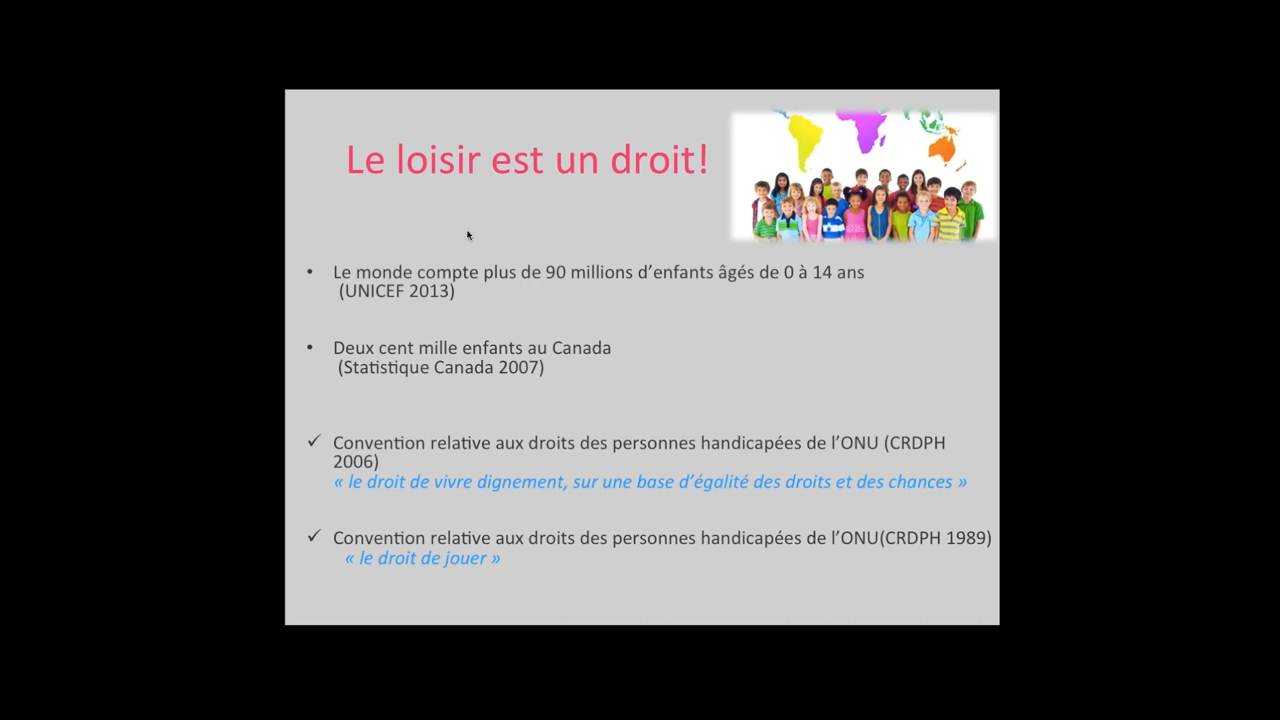 Le loisir est un droit!
• Le monde compte plus de 90 millions d’enfants âgés de 0 à 14 ans
(UNICEF 2013)
• Deux cent mille enfants au Canada
(Statistique Canada 2007)
✓ Convention relative aux droits des personnes handicapées de l’ONU (CRDPH
2006)
« le droit de vivre dignement, sur une base d’égalité des droits et des chances »
✓ Convention relative aux droits des personnes handicapées de l’ONU(CRDPH 1989)
« le droit de jouer »